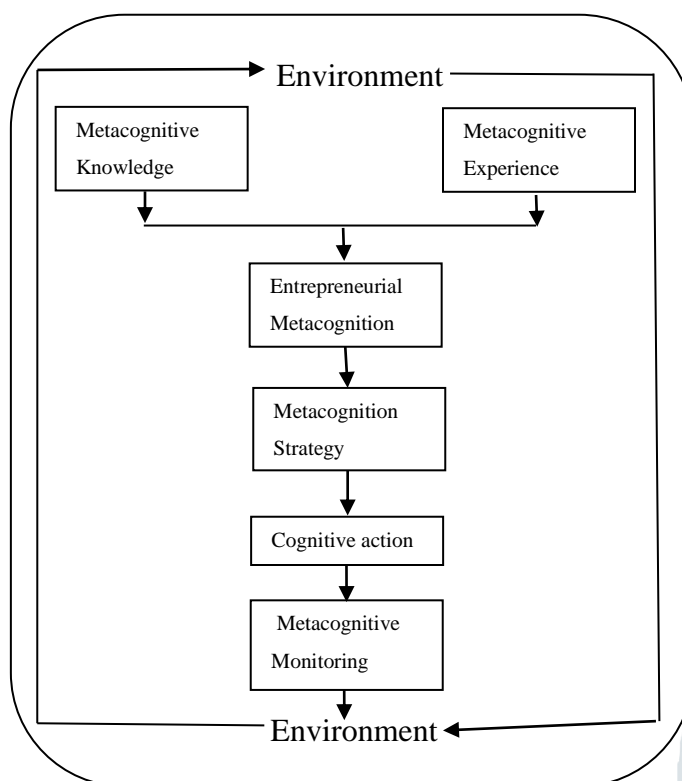 Environment
Metacognitive
Knowledge
Metacognitive
Experience
Entrepreneurial
Metacognition
Metacognition
Strategy
Cognitive action
Metacognitive
Monitoring
Environment